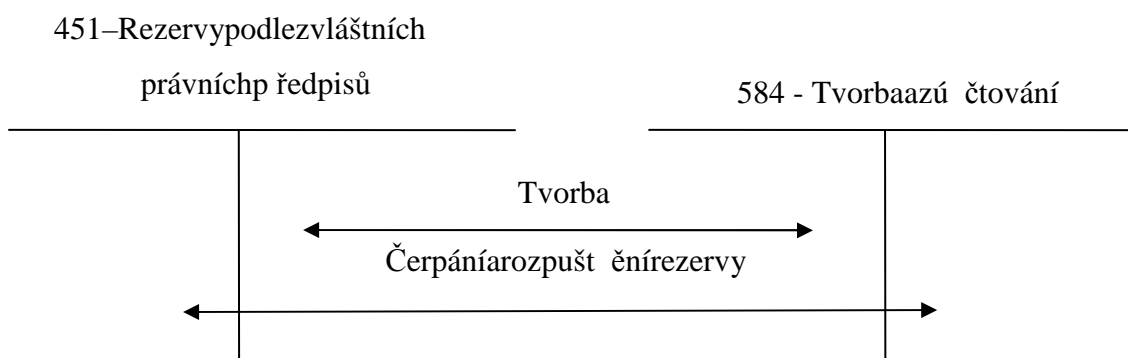 451–Rezervypodlezvláštních
právníchp ředpisů
584 - Tvorbaazú čtování
Tvorba
Čerpáníarozpušt ěnírezervy